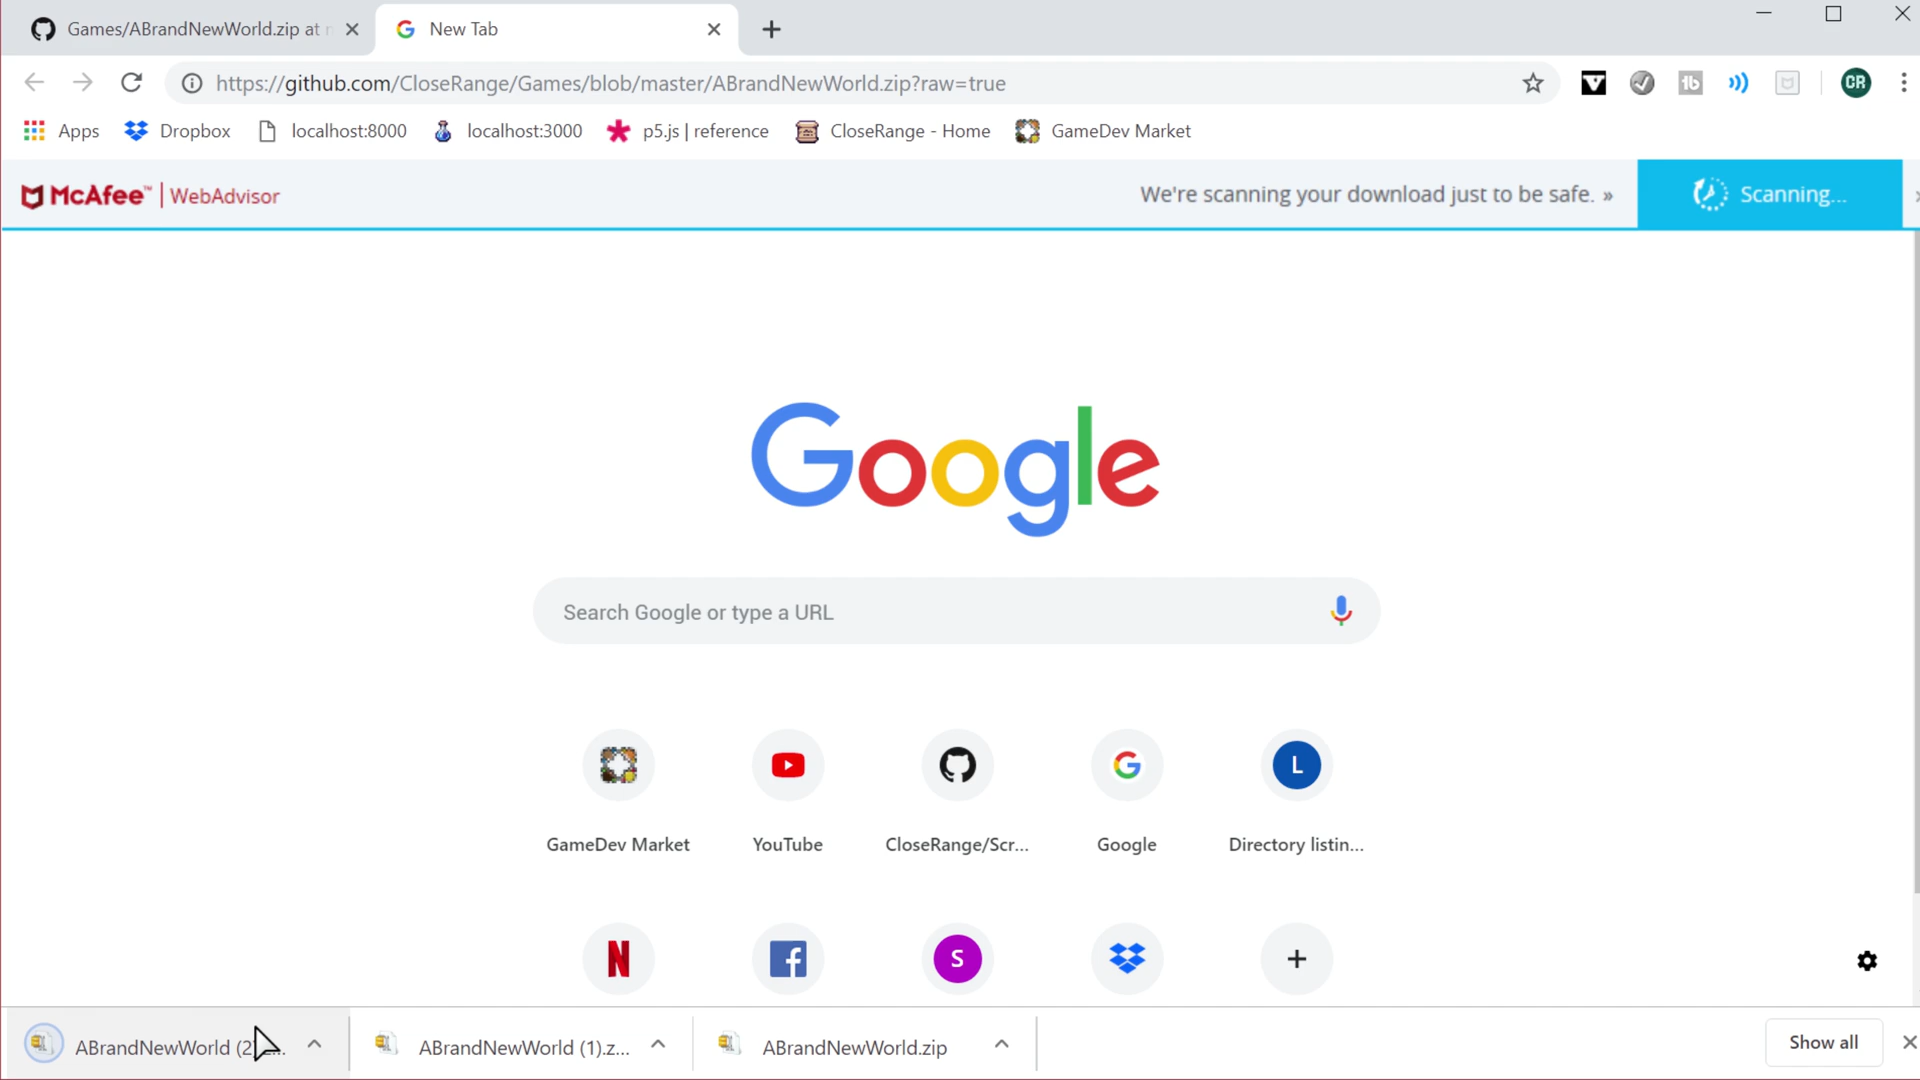 Games/ABrandNewWorld.zip at
New Tab
https://github.com/CloseRange/Games/blob/master/ABrandNewWorld.zip?raw=true
CR
Apps
Dropbox
localhost:8000
localhost:3000
p5.js | reference
CloseRange - Home
GameDev Market
McAfee™ | WebAdvisor
We're scanning your download just to be safe. »
Scanning...
Google
Search Google or type a URL
L
GameDev Market
YouTube
CloseRange/Scr...
Google
Directory listin...
N
S
ABrandNewWorld (2)
ABrandNewWorld (1).z...
ABrandNewWorld.zip
Show all